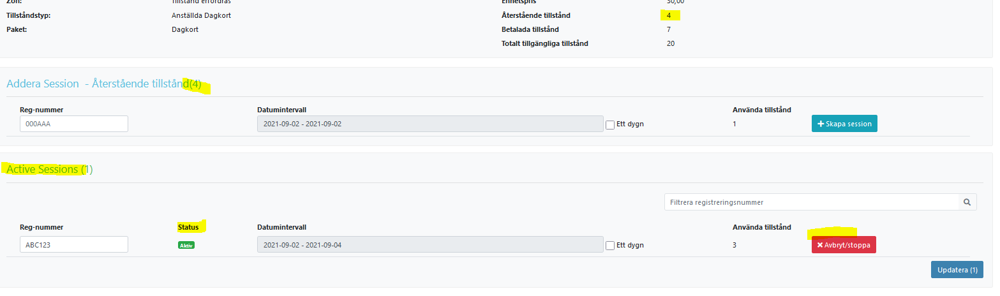 Zon: Tillstånd erfordras Enhetspris 30,00
Tillståndstyp: Anställda Dagkort Återstående tillstånd 4
Paket: Dagkort Betalada tillstånd 7
Totalt tillgängliga tillstånd 20
Addera Session - Återstående tillstånd(4)
Reg-nummer Datumintervall Använda tillstånd
000AAA 2021-09-02 - 2021-09-02 Ett dygn 1 Skapa session
Active Sessions (1)
Filtrera registreringsnummer
Reg-nummer Status Datumintervall Använda tillstånd
ABC123 Aktiv 2021-09-02 - 2021-09-04 Ett dygn 3 Avbryt/stoppa
Updatera (1)